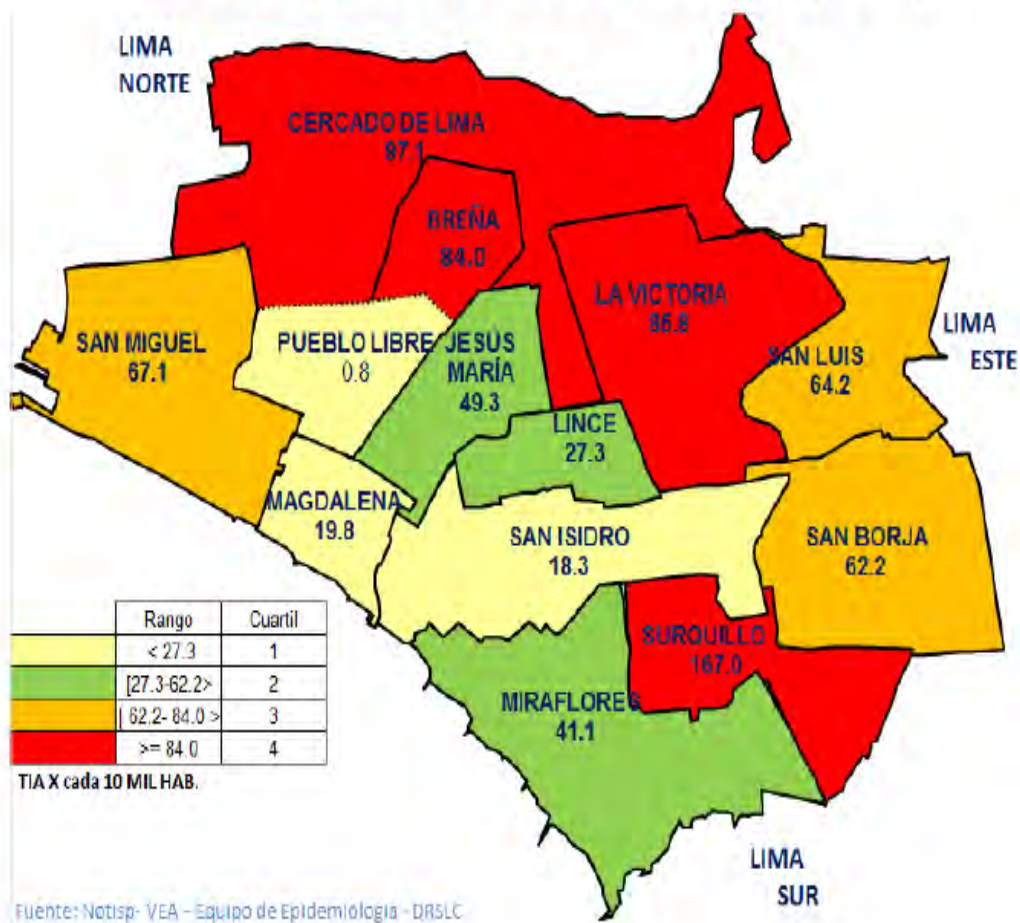 LIMA
NORTE
CERCADO DE LIMA
97.1
BREÑA
84.0
LA VICTORIA
86.8
SAN MIGUEL
67.1
PUEBLO LIBRE
0.8
JESÚS
MARÍA
49.3
SAN LUIS
64.2
LIMA
ESTE
LINCE
27.3
MAGDALENA
19.8
SAN ISIDRO
18.3
SAN BORJA
62.2
SURQUILLO
167.0
MIRAFLORES
41.1
Rango Cuartil
< 27.3 1
[27.3-62.2> 2
[ 62.2- 84.0 > 3
>= 84.0 4
TIA X cada 10 MIL HAB.
LIMA
SUR
Fuente: Notisp- VEA - Equipo de Epidemiologia - DRSLC